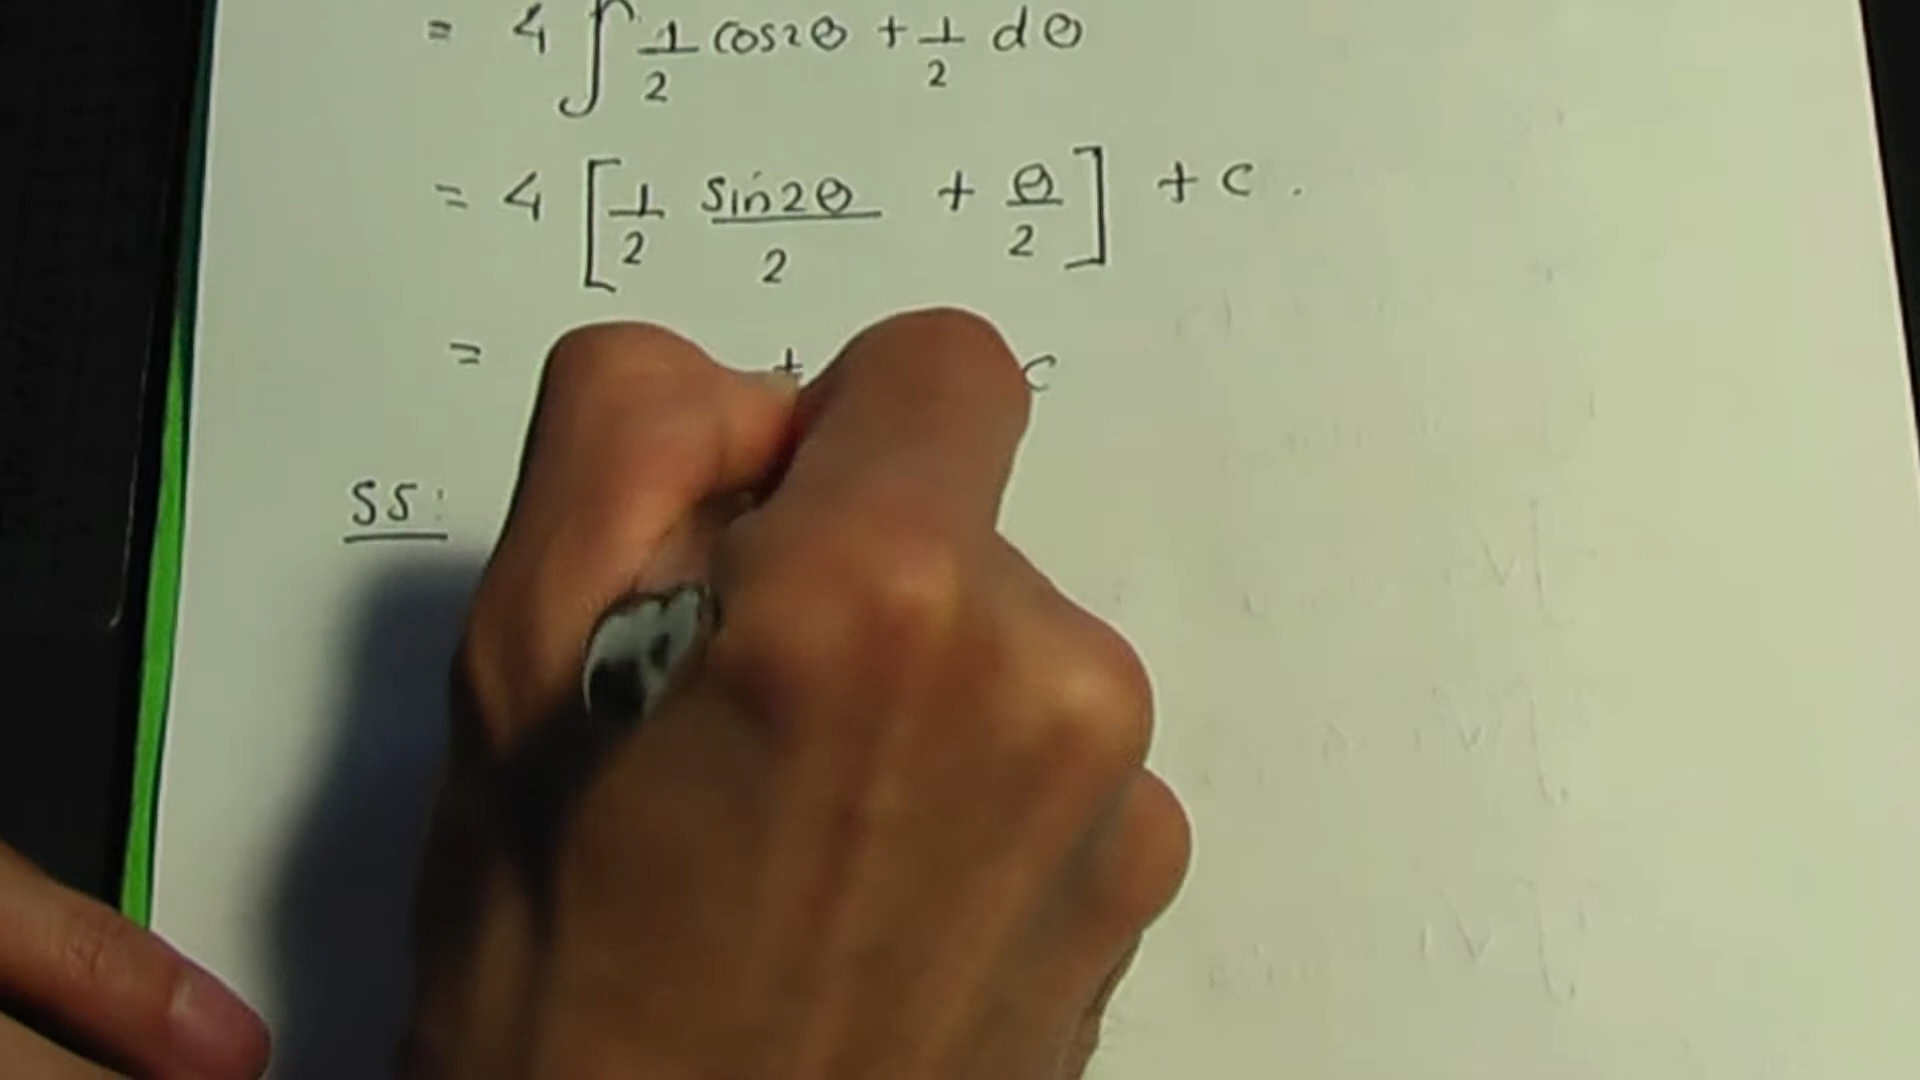 = 4 ∫ 1/2 cos2θ + 1/2 dθ
= 4 [ 1/2 sin2θ/2 + θ/2 ] + c .
= + c
SS: